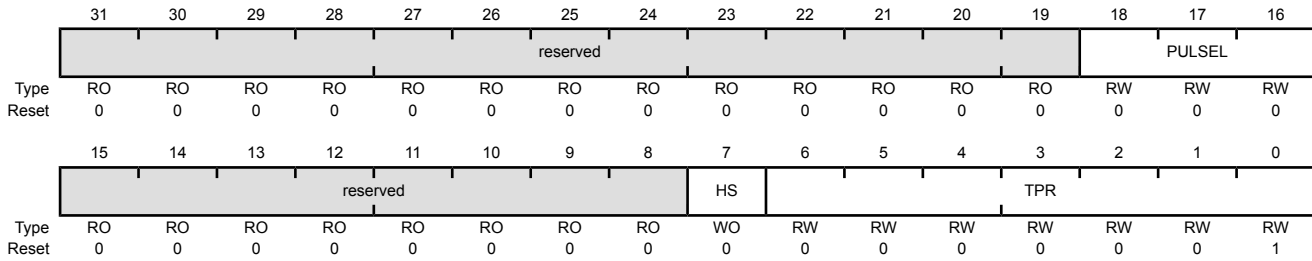 31 30 29 28 27 26 25 24 23 22 21 20 19 18 17 16
reserved PULSEL
Type RO RO RO RO RO RO RO RO RO RO RO RO RO RW RW RW
Reset 0 0 0 0 0 0 0 0 0 0 0 0 0 0 0 0
15 14 13 12 11 10 9 8 7 6 5 4 3 2 1 0
reserved HS TPR
Type RO RO RO RO RO RO RO RO WO RW RW RW RW RW RW RW
Reset 0 0 0 0 0 0 0 0 0 0 0 0 0 0 0 1